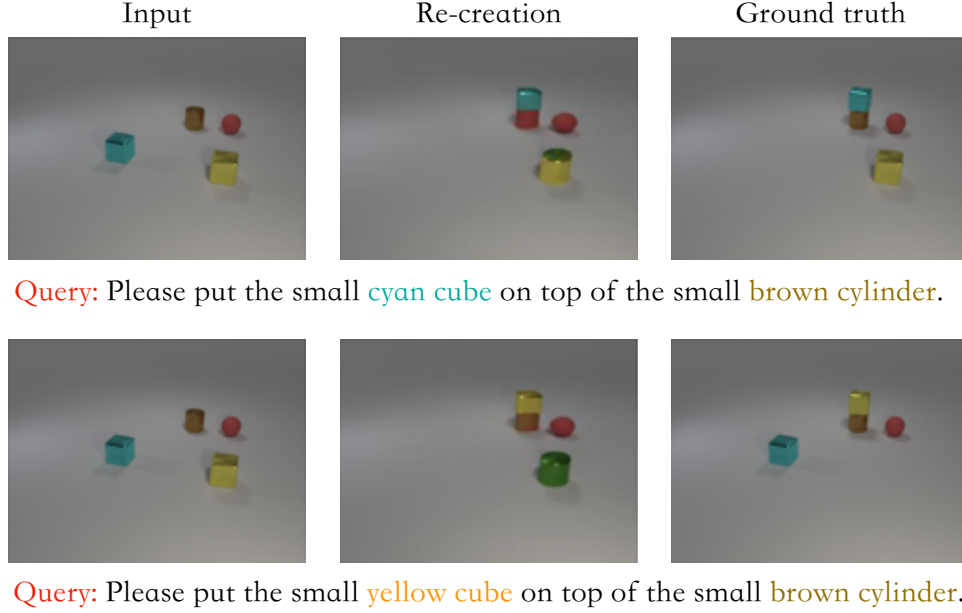 Input Re-creation Ground truth
Query: Please put the small cyan cube on top of the small brown cylinder.
Query: Please put the small yellow cube on top of the small brown cylinder.